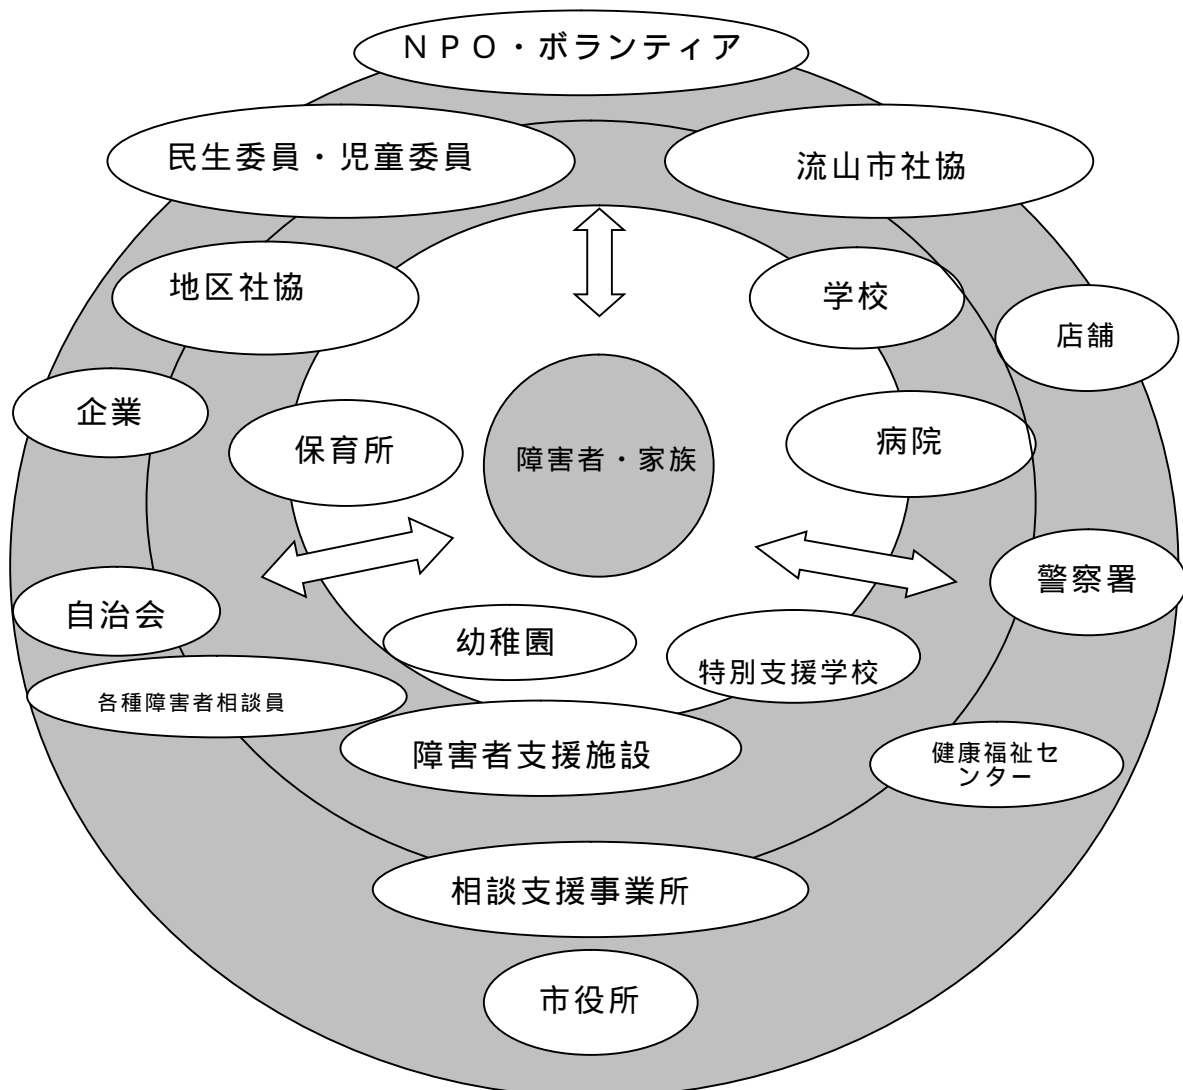 ＮＰＯ・ボランティア
民生委員・児童委員
流山市社協
地区社協
学校
店舗
企業
保育所
障害者・家族
病院
自治会
警察署
幼稚園
特別支援学校
各種障害者相談員
障害者支援施設
健康福祉セ
ンター
相談支援事業所
市役所